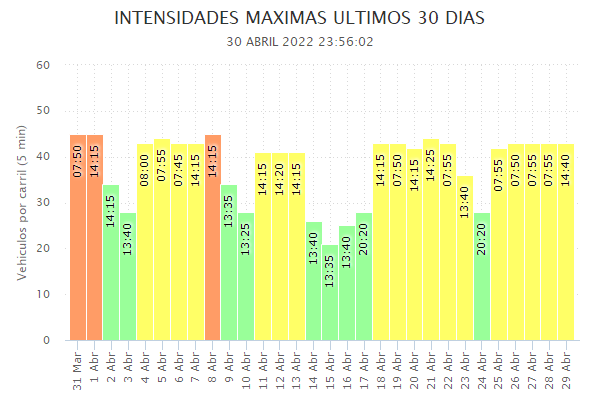 INTENSIDADES MAXIMAS ULTIMOS 30 DIAS
30 ABRIL 2022 23:56:02
Vehiculos por carril (5 min)
60
50
40
30
20
10
0
07:50
14:15
14:15
13:40
08:00
07:55
07:45
14:15
14:15
13:35
13:25
14:15
14:20
14:15
13:40
13:35
13:40
20:20
14:15
07:50
14:15
14:25
07:55
13:40
20:20
07:55
07:50
07:55
07:55
14:40
31 Mar
1 Abr
2 Abr
3 Abr
4 Abr
5 Abr
6 Abr
7 Abr
8 Abr
9 Abr
10 Abr
11 Abr
12 Abr
13 Abr
14 Abr
15 Abr
16 Abr
17 Abr
18 Abr
19 Abr
20 Abr
21 Abr
22 Abr
23 Abr
24 Abr
25 Abr
26 Abr
27 Abr
28 Abr
29 Abr